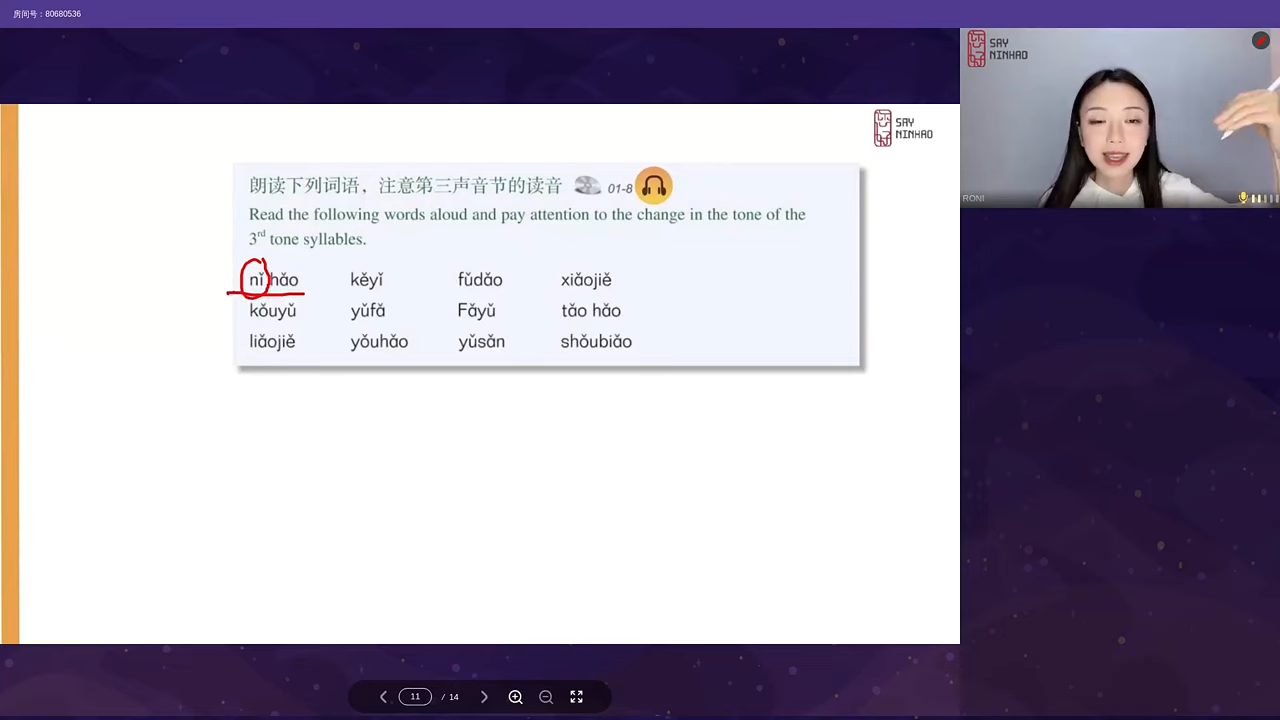 房间号：80680536
SAY
NINHAO
SAY
NINHAO
RONI
朗读下列词语，注意第三声音节的读音 01-8
Read the following words aloud and pay attention to the change in the tone of the
3rd tone syllables.
nǐ hǎo kěyǐ fǔdǎo xiǎojiě
kǒuyǔ yǔfǎ Fǎyǔ tǎo hǎo
liǎojiě yǒuhǎo yǔsǎn shǒubiǎo
11 / 14